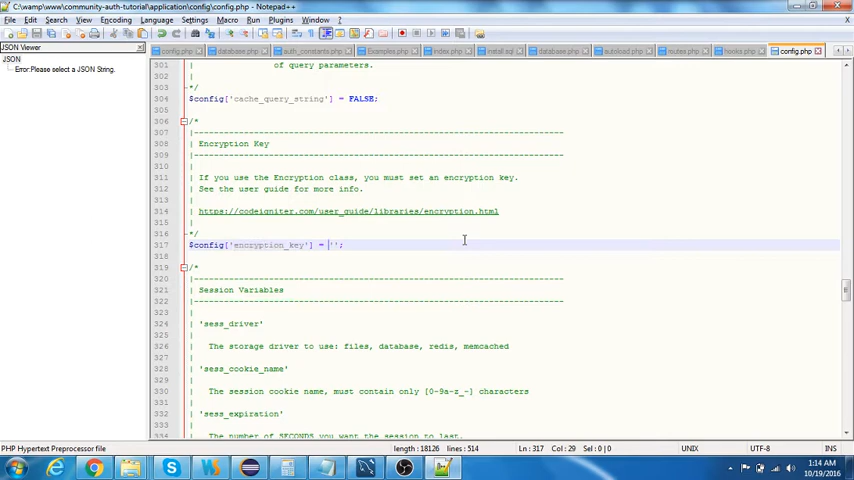 C:\wamp\www\community-auth-tutorial\application\config\config.php - Notepad++
File Edit Search View Encoding Language Settings Macro Run Plugins Window ?
X
JSON Viewer
JSON
Error:Please select a JSON String.
config.php database.php auth_constants.php Examples.php index.php install.sql database.php autoload.php routes.php hooks.php config.php
301 of query parameters.
302 |
303 */
304 $config['cache_query_string'] = FALSE;
305
306 /*
307 |--------------------------------------------------------------------------
308 | Encryption Key
309 |--------------------------------------------------------------------------
310 |
311 | If you use the Encryption class, you must set an encryption key.
312 | See the user guide for more info.
313 |
314 | https://codeigniter.com/user_guide/libraries/encryption.html
315 |
316 */
317 $config['encryption_key'] = '';
318
319 /*
320 |--------------------------------------------------------------------------
321 | Session Variables
322 |--------------------------------------------------------------------------
323 |
324 | 'sess_driver'
325 |
326 | The storage driver to use: files, database, redis, memcached
327 |
328 | 'sess_cookie_name'
329 |
330 | The session cookie name, must contain only [0-9a-z_-] characters
331 |
332 | 'sess_expiration'
333 |
334 | The number of SECONDS you want the session to last.
PHP Hypertext Preprocessor file length : 18126 lines : 514 Ln : 317 Col : 29 Sel : 0 | 0 UNIX UTF-8 INS
1:14 AM
10/19/2016